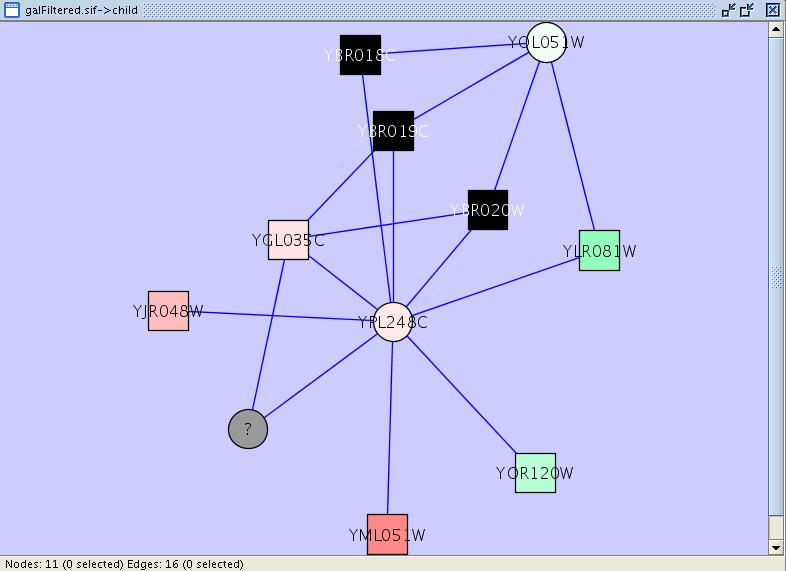 galFiltered.sif->child
YOL051W
YBR018C
YBR019C
YBR020W
YGL035C
YLR081W
YJR048W
YPL248C
?
YOR120W
YML051W
Nodes: 11 (0 selected) Edges: 16 (0 selected)